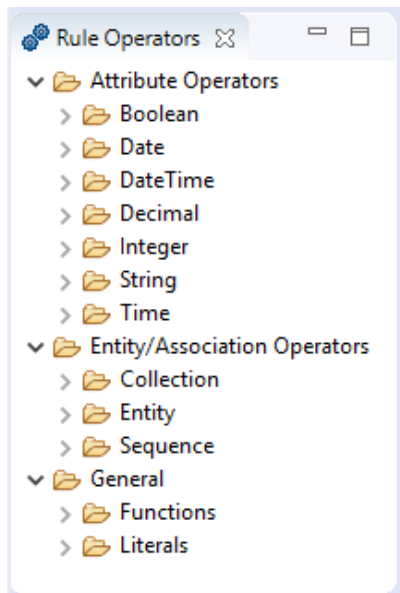 Rule Operators
Attribute Operators
Boolean
Date
DateTime
Decimal
Integer
String
Time
Entity/Association Operators
Collection
Entity
Sequence
General
Functions
Literals